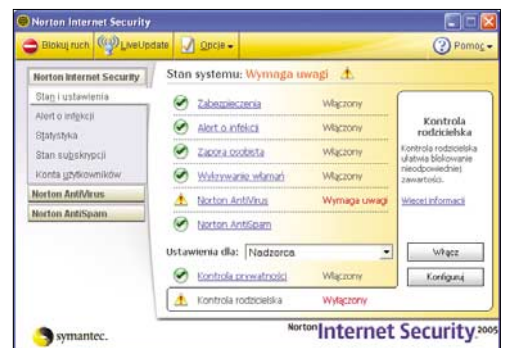 Norton Internet Security
Blokuj ruch LiveUpdate Opcje Pomoc
Norton Internet Security
Stan i ustawienia
Alert o infekcji
Statystyka
Stan subskrypcji
Konta użytkowników
Norton AntiVirus
Norton AntiSpam
Stan systemu: Wymaga uwagi
Zabezpieczenia Włączony
Alert o infekcji Włączony
Zapora osobista Włączony
Wykrywanie włamań Włączony
Norton AntiVirus Wymaga uwagi
Norton AntiSpam
Ustawienia dla: Nadzorca
Kontrola prywatności Włączony
Kontrola rodzicielska Wyłączony
Kontrola rodzicielska
Kontrola rodzicielska
ułatwia blokowanie
nieodpowiedniej
zawartości.
Więcej informacji
Włącz
Konfiguruj
symantec.
Norton Internet Security 2005